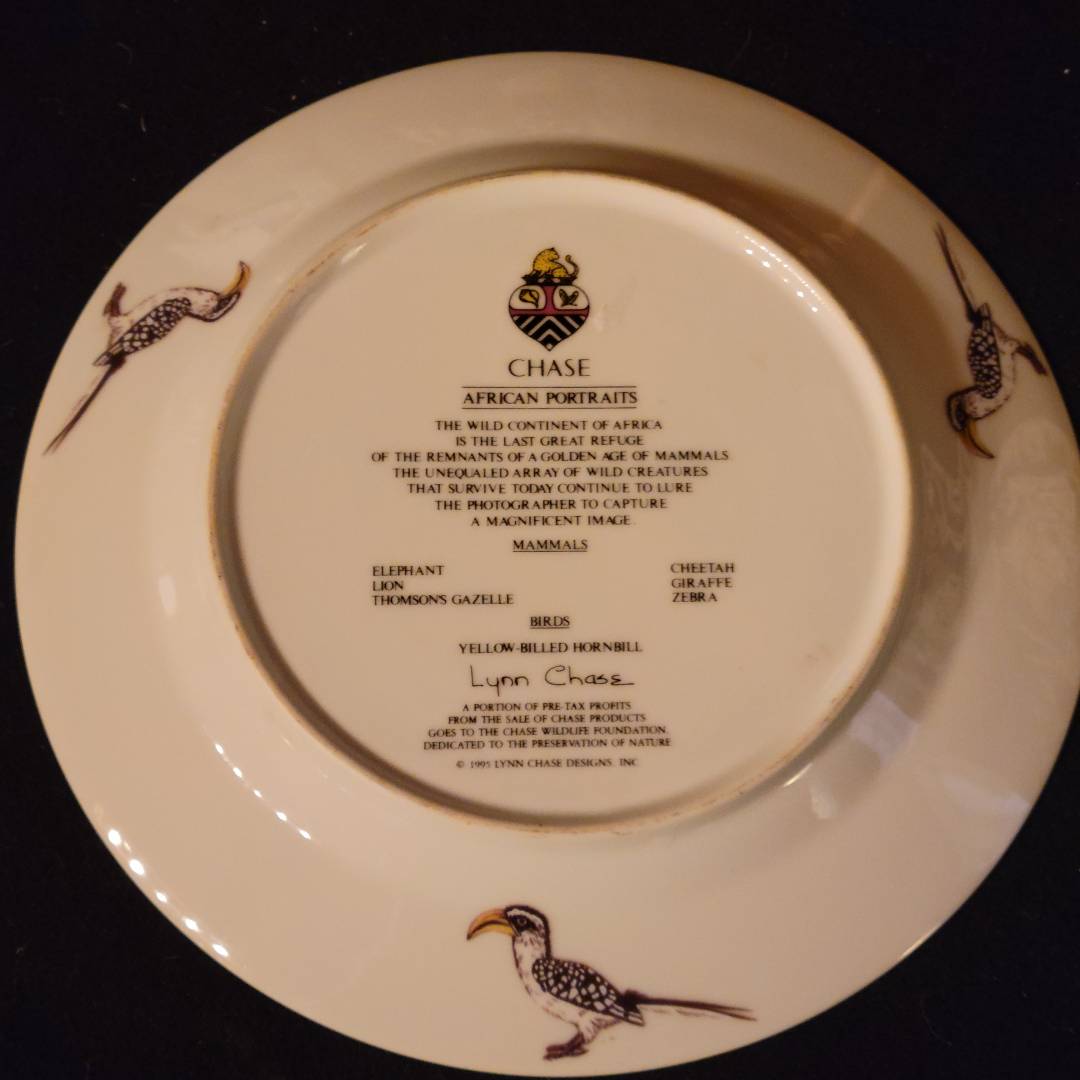 CHASE
AFRICAN PORTRAITS
THE WILD CONTINENT OF AFRICA
IS THE LAST GREAT REFUGE
OF THE REMNANTS OF A GOLDEN AGE OF MAMMALS.
THE UNEQUALED ARRAY OF WILD CREATURES
THAT SURVIVE TODAY CONTINUE TO LURE
THE PHOTOGRAPHER TO CAPTURE
A MAGNIFICENT IMAGE.
MAMMALS
ELEPHANT CHEETAH
LION GIRAFFE
THOMSON'S GAZELLE ZEBRA
BIRDS
YELLOW-BILLED HORNBILL
Lynn Chase
A PORTION OF PRE-TAX PROFITS
FROM THE SALE OF CHASE PRODUCTS
GOES TO THE CHASE WILDLIFE FOUNDATION,
DEDICATED TO THE PRESERVATION OF NATURE
© 1995 LYNN CHASE DESIGNS, INC